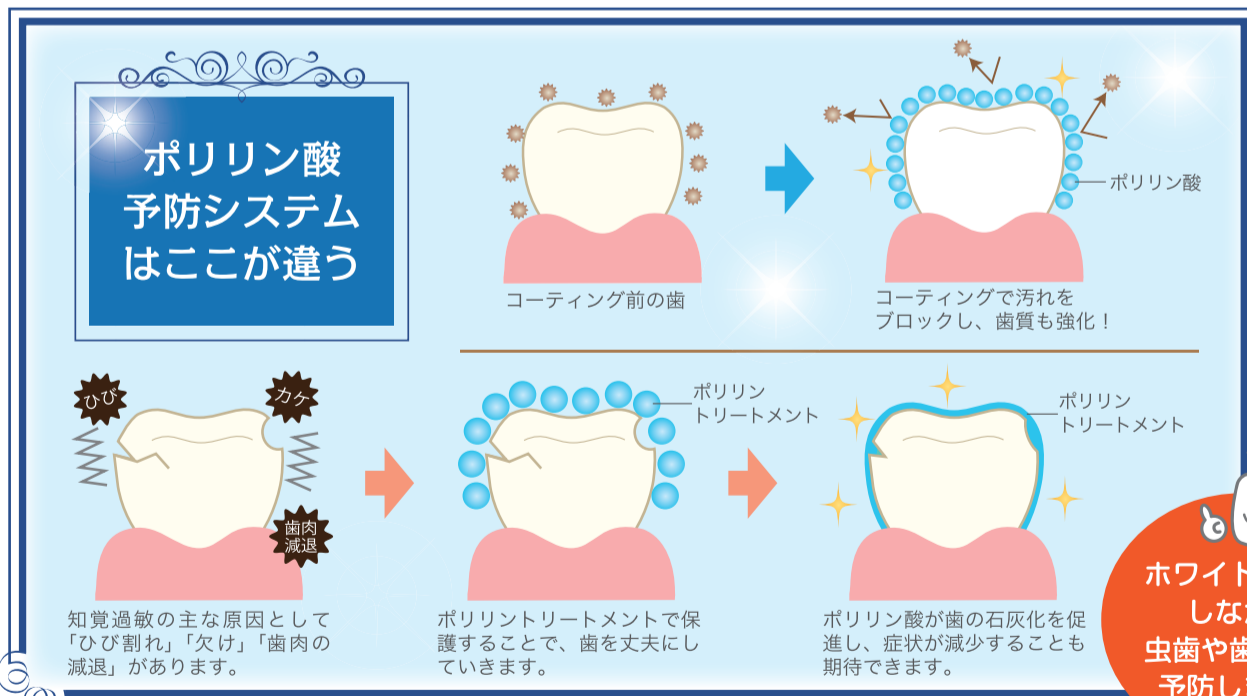 ポリリン酸
予防システム
はここが違う
コーティング前の歯
ポリリン酸
コーティングで汚れを
ブロックし、歯質も強化！
ひび
カケ
歯肉
減退
知覚過敏の主な原因として
「ひび割れ」「欠け」「歯肉の
減退」があります。
ポリリン
トリートメント
ポリリントリートメントで保
護することで、歯を丈夫にし
ていきます。
ポリリン
トリートメント
ポリリン酸が歯の石灰化を促
進し、症状が減少することも
期待できます。
ホワイト
しな
虫歯や歯
予防し